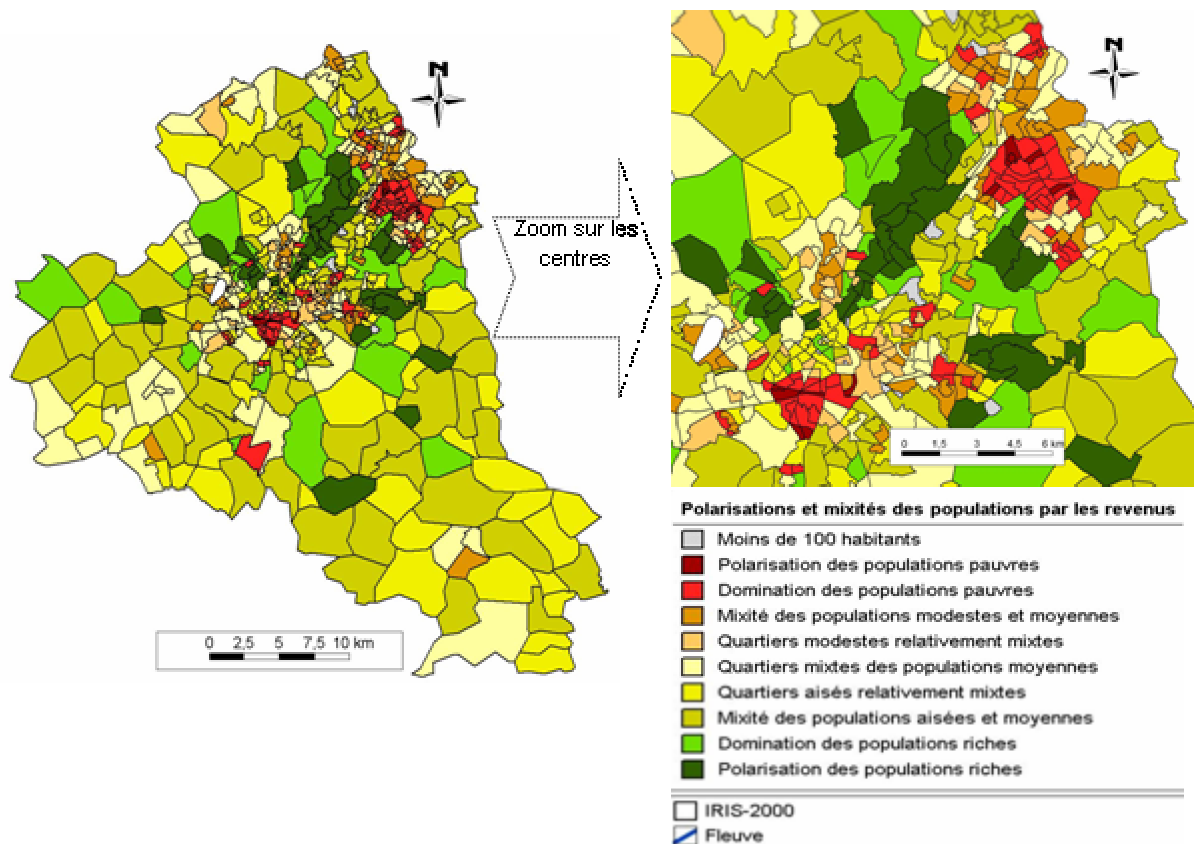 N
N
Zoom sur les
centres
0 1,5 3 4,5 6 km
0 2,5 5 7,5 10 km
Polarisations et mixités des populations par les revenus
Moins de 100 habitants
Polarisation des populations pauvres
Domination des populations pauvres
Mixité des populations modestes et moyennes
Quartiers modestes relativement mixtes
Quartiers mixtes des populations moyennes
Quartiers aisés relativement mixtes
Mixité des populations aisées et moyennes
Domination des populations riches
Polarisation des populations riches
IRIS-2000
Fleuve